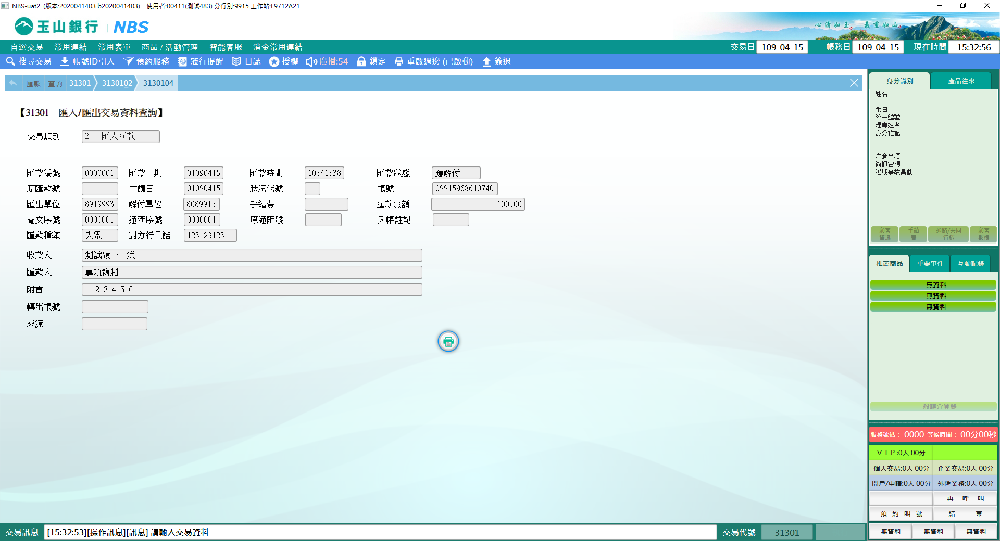 NBS-uat2 (版本:2020041403.b2020041403) 使用者:00411(測試483) 分行別:9915 工作站:L9712A21
玉山銀行 | NBS
心清如玉 義重如山
自選交易 常用連結 常用表單 商品 / 活動管理 智能客服 消金常用連結 交易日 109-04-15 帳務日 109-04-15 現在時間 15:32:56
搜尋交易 帳號ID引入 預約服務 蒞行提醒 日誌 授權 廣播:54 鎖定 重啟週邊 (已啟動) 簽退
匯款 查詢 31301 3130102 3130104
【31301 匯入/匯出交易資料查詢】
交易類別 2 - 匯入匯款
匯款編號 0000001 匯款日期 01090415 匯款時間 10:41:38 匯款狀態 應解付
原匯款號 申請日 01090415 狀況代號 帳號 09915968610740
匯出單位 8919993 解付單位 8089915 手續費 匯款金額 100.00
電文序號 0000001 通匯序號 0000001 原通匯號 入帳註記
匯款種類 入電 對方行電話 123123123
收款人 測試顏一一洪
匯款人 專項複測
附言 1 2 3 4 5 6
轉出帳號
來源
身分識別 產品往來
姓名
生日
統一編號
理專姓名
身分註記
注意事項
簡訊密碼
近期事故異動
顧客資訊 手續費 通路/共同行銷 顧客影像
推薦商品 重要事件 互動記錄
無資料
無資料
無資料
一般轉介登錄
服務號碼： 0000 等候時間： 00分00秒
ＶＩＰ:0人 00分
個人交易:0人 00分 企業交易:0人 00分
開戶/申請:0人 00分 外匯業務:0人 00分
再 呼 叫
預 約 叫 號 結 束
無資料 無資料 無資料
交易訊息 [15:32:53][操作訊息][訊息] 請輸入交易資料 交易代號 31301